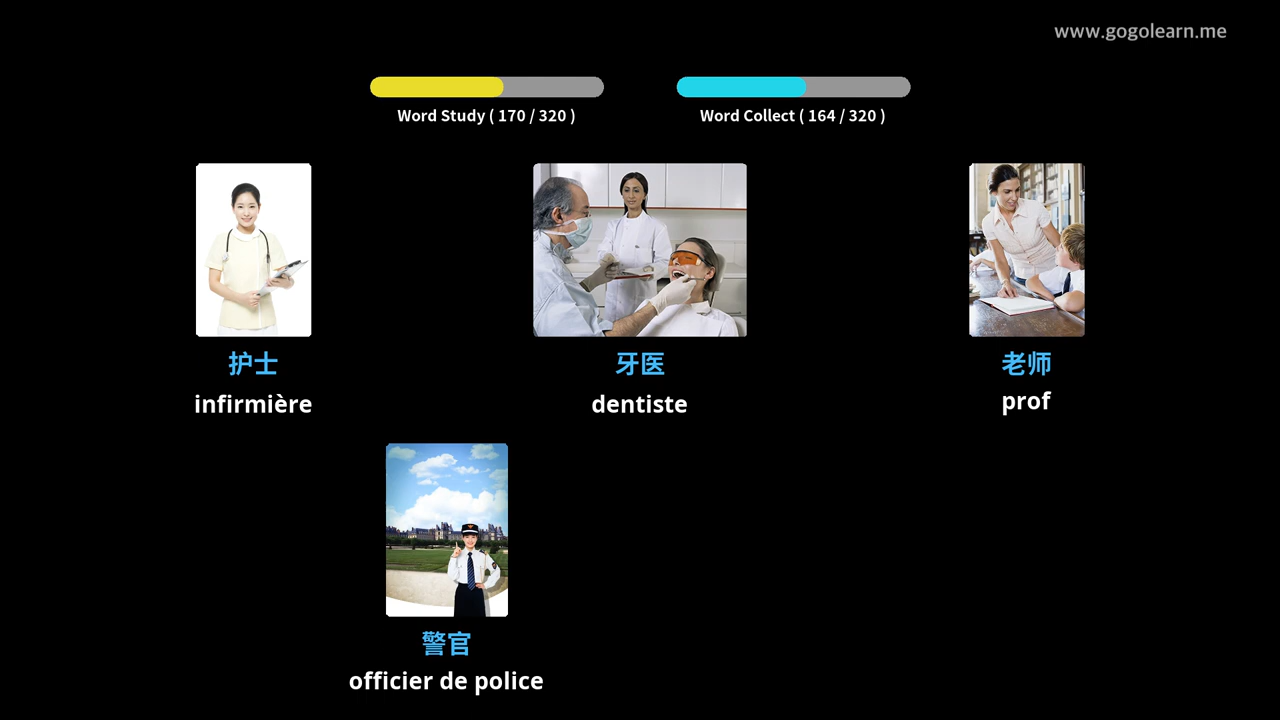 www.gogolearn.me
Word Study ( 170 / 320 )
Word Collect ( 164 / 320 )
护士
infirmière
牙医
dentiste
老师
prof
警官
officier de police